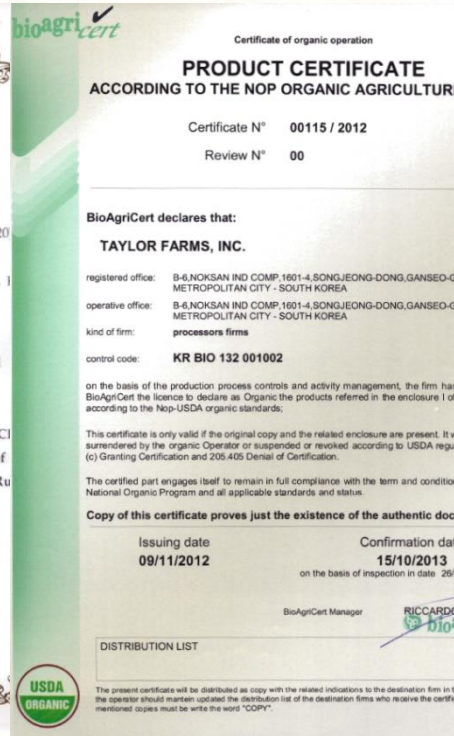 bioagricert
Certificate of organic operation
PRODUCT CERTIFICATE
ACCORDING TO THE NOP ORGANIC AGRICULTURE
Certificate N° 00115 / 2012
Review N° 00
BioAgriCert declares that:
TAYLOR FARMS, INC.
registered office: B-6,NOKSAN IND COMP,1601-4,SONGJEONG-DONG,GANSEO-G
METROPOLITAN CITY - SOUTH KOREA
operative office: B-6,NOKSAN IND COMP,1601-4,SONGJEONG-DONG,GANSEO-G
METROPOLITAN CITY - SOUTH KOREA
kind of firm: processors firms
control code: KR BIO 132 001002
on the basis of the production process controls and activity management, the firm has
BioAgriCert the licence to declare as Organic the products referred in the enclosure I of
according to the Nop-USDA organic standards;
This certificate is only valid if the original copy and the related enclosure are present. It w
surrendered by the organic Operator or suspended or revoked according to USDA regu
(c) Granting Certification and 205.405 Denial of Certification.
The certified part engages itself to remain in full compliance with the term and condition
National Organic Program and all applicable standards and status.
Copy of this certificate proves just the existence of the authentic doc
Issuing date Confirmation dat
09/11/2012 15/10/2013
on the basis of inspection in date 26/
BioAgriCert Manager RICCARDO
bio
DISTRIBUTION LIST
The present certificate will be distributed as copy with the related indications to the destination firm in t
the operator should mantein updated the distribution list of the destination firms who receive the certifi
mentioned copies must be write the word "COPY".
USDA
ORGANIC